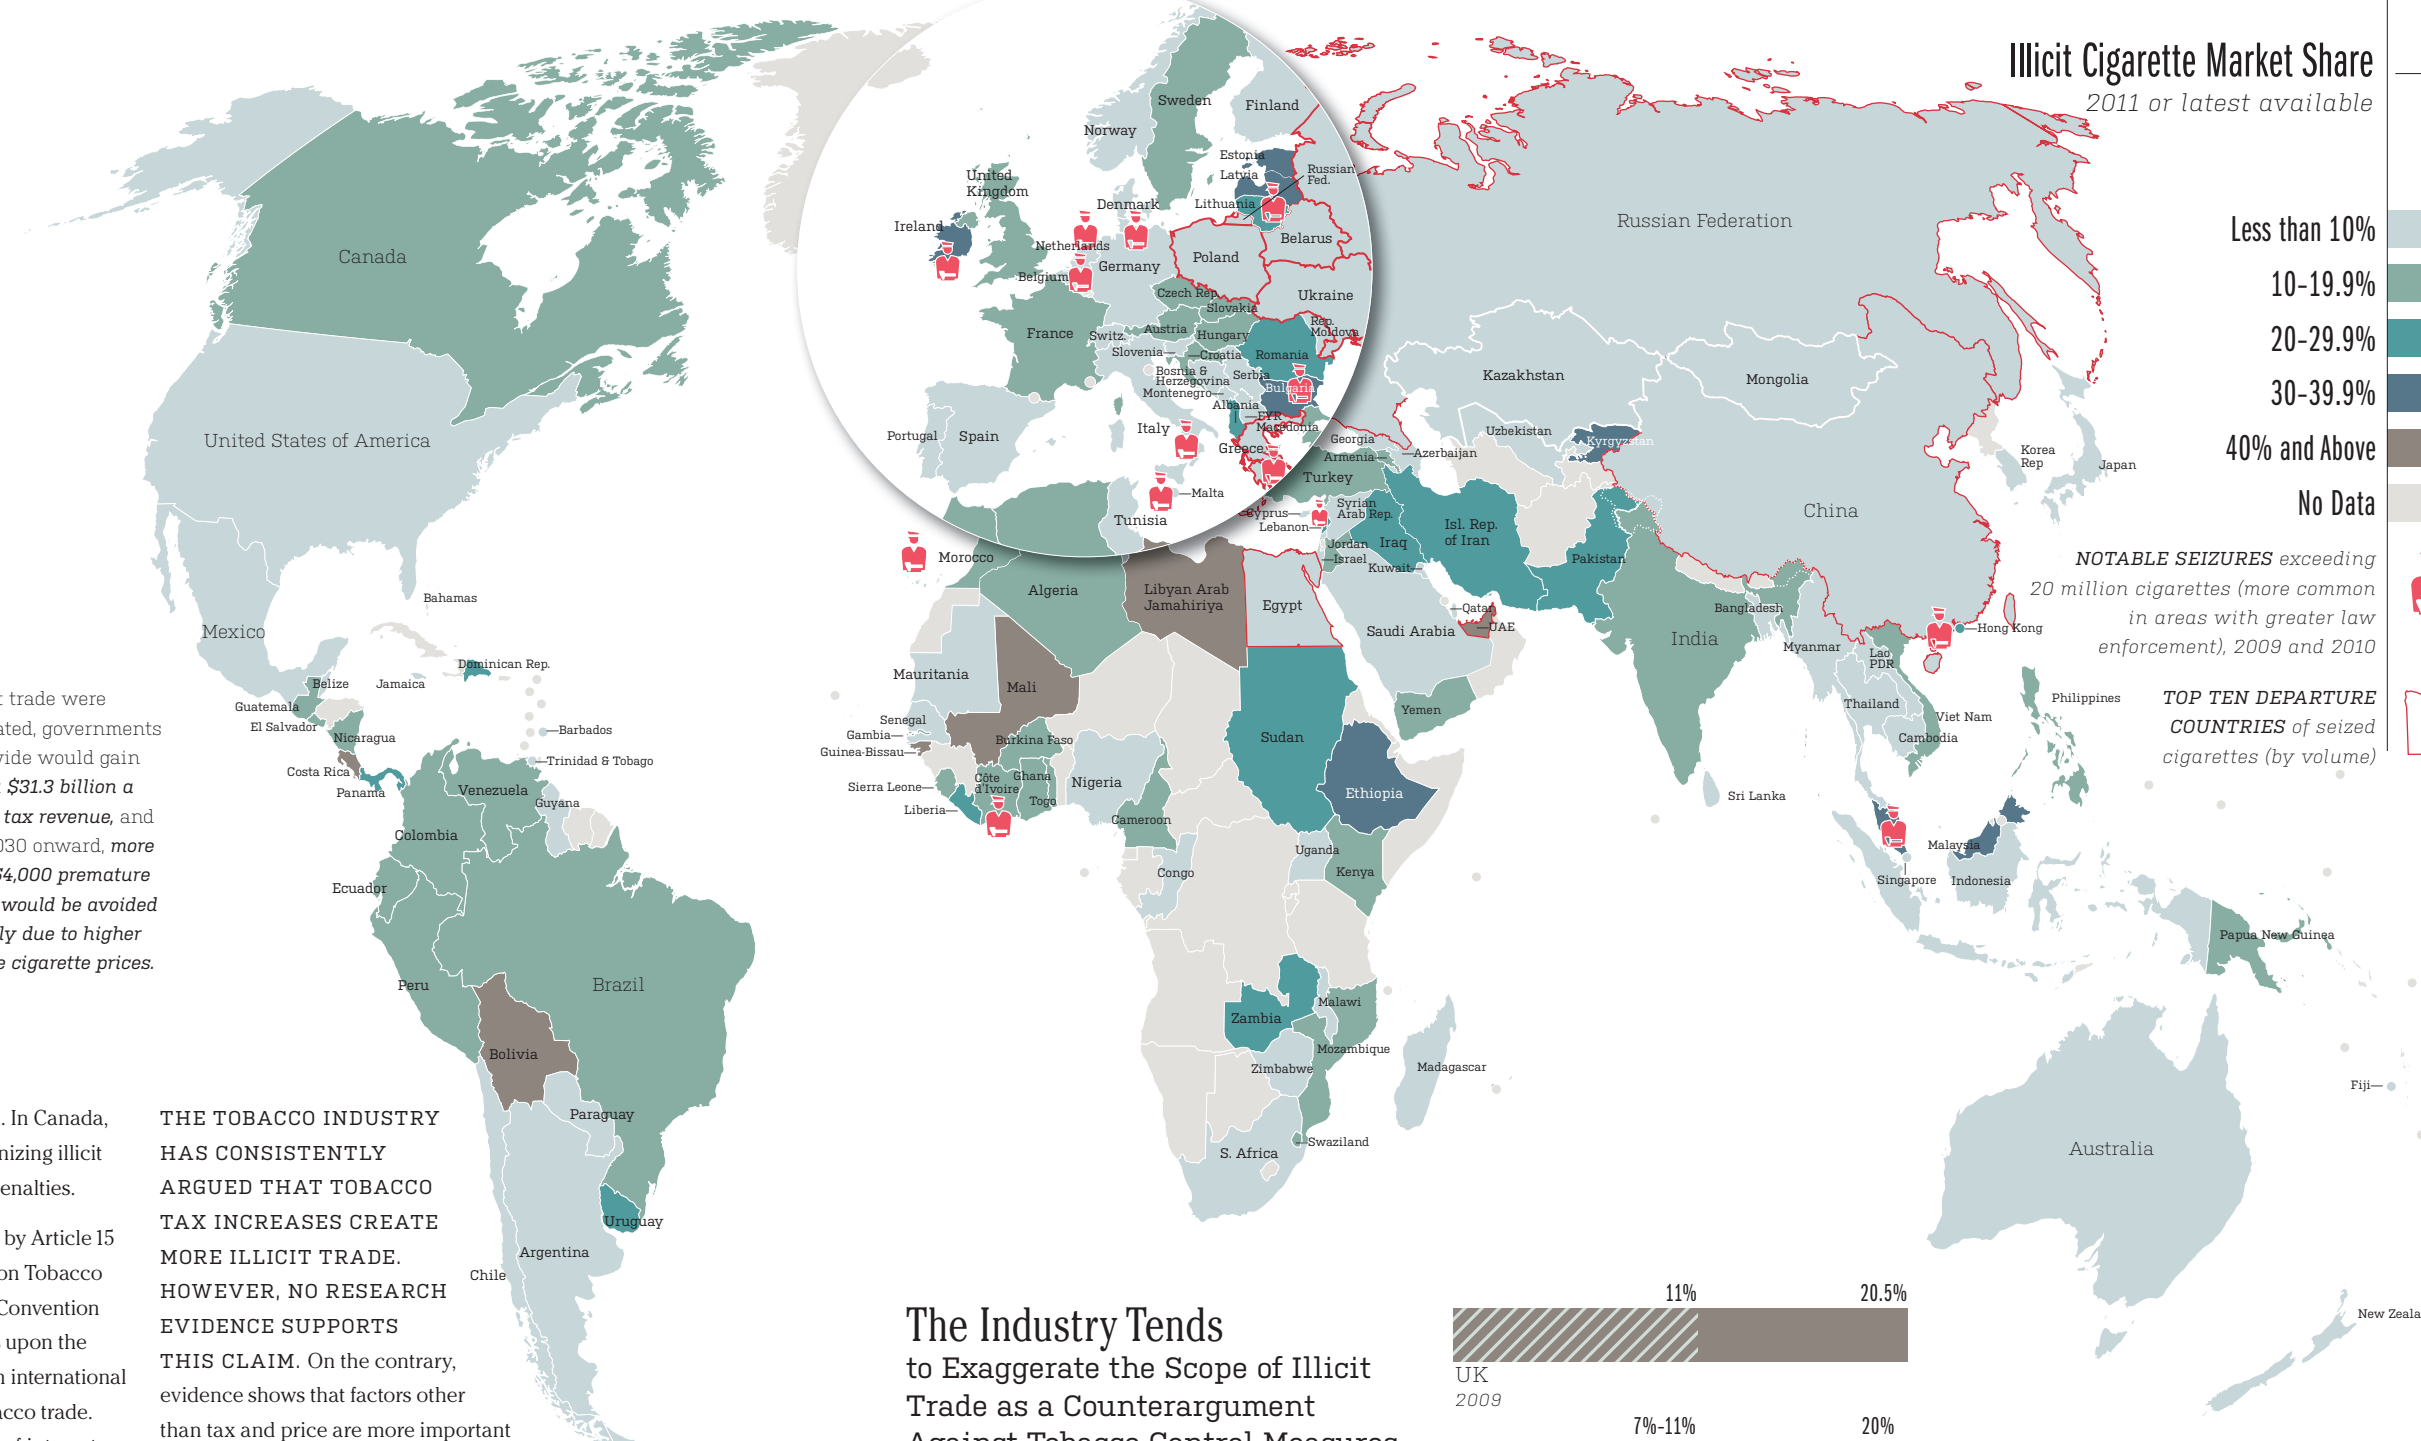 Illicit Cigarette Market Share
2011 or latest available
Less than 10%
10–19.9%
20–29.9%
30–39.9%
40% and Above
No Data
NOTABLE SEIZURES exceeding
20 million cigarettes (more common
in areas with greater law
enforcement), 2009 and 2010
TOP TEN DEPARTURE
COUNTRIES of seized
cigarettes (by volume)
Canada
United States of America
Mexico
Bahamas
Dominican Rep.
Belize
Jamaica
Guatemala
El Salvador
Nicaragua
Barbados
Costa Rica
Trinidad & Tobago
Panama
Venezuela
Guyana
Colombia
Ecuador
Peru
Brazil
Bolivia
Paraguay
Uruguay
Argentina
Chile
Sweden
Finland
Norway
Estonia
Latvia
Russian
Fed.
United
Kingdom
Denmark
Lithuania
Ireland
Netherlands
Belarus
Poland
Belgium
Germany
Czech Rep.
Ukraine
Slovakia
France
Switz.
Austria
Hungary
Rep.
Moldova
Slovenia
Croatia
Romania
Bosnia &
Herzegovina
Serbia
Montenegro
Bulgaria
Albania
FYR
Macedonia
Portugal
Spain
Italy
Greece
Malta
Tunisia
Russian Federation
Kazakhstan
Mongolia
Uzbekistan
Kyrgyzstan
Georgia
Azerbaijan
Armenia
Turkey
Korea
Rep
Japan
Syrian
Arab Rep.
Cyprus
Lebanon
Isl. Rep.
of Iran
China
Jordan
Iraq
Israel
Kuwait
Pakistan
Morocco
Algeria
Libyan Arab
Jamahiriya
Egypt
Qatar
UAE
Saudi Arabia
Bangladesh
India
Hong Kong
Myanmar
Lao
PDR
Mauritania
Mali
Yemen
Thailand
Viet Nam
Philippines
Cambodia
Senegal
Gambia
Guinea-Bissau
Burkina Faso
Sudan
Sierra Leone
Côte
d'Ivoire
Ghana
Togo
Nigeria
Ethiopia
Liberia
Cameroon
Sri Lanka
Malaysia
Uganda
Kenya
Congo
Singapore
Indonesia
Papua New Guinea
Malawi
Zambia
Mozambique
Zimbabwe
Madagascar
Swaziland
S. Africa
Australia
Fiji
New Zeala
trade were
ated, governments
vide would gain
$31.3 billion a
tax revenue, and
030 onward, more
64,000 premature
would be avoided
ly due to higher
e cigarette prices.
. In Canada,
nizing illicit
enalties.
by Article 15
on Tobacco
Convention
upon the
n international
acco trade.
THE TOBACCO INDUSTRY
HAS CONSISTENTLY
ARGUED THAT TOBACCO
TAX INCREASES CREATE
MORE ILLICIT TRADE.
HOWEVER, NO RESEARCH
EVIDENCE SUPPORTS
THIS CLAIM. On the contrary,
evidence shows that factors other
than tax and price are more important
The Industry Tends
to Exaggerate the Scope of Illicit
Trade as a Counterargument
Against Tobacco Control Measures
11% 20.5%
UK
2009
7%–11% 20%